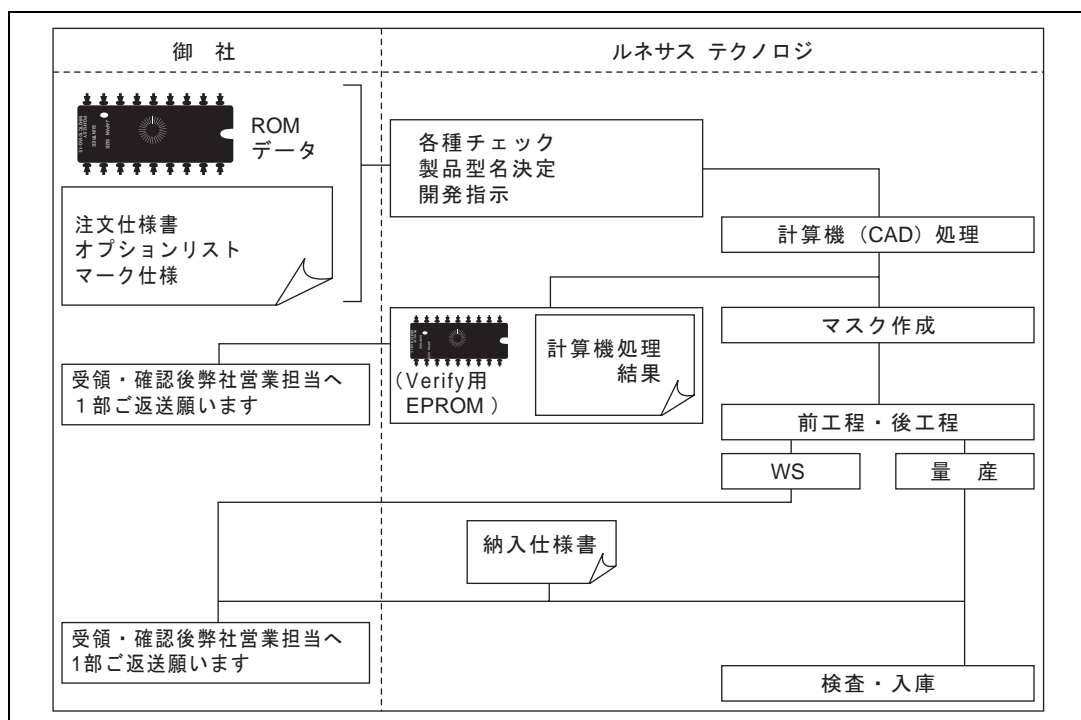 御 社
ルネサス テクノロジ
ROM
データ
注文仕様書
オプションリスト
マーク仕様
各種チェック
製品型名決定
開発指示
計算機（CAD）処理
マスク作成
計算機処理
結果
（Verify用
EPROM ）
受領・確認後弊社営業担当へ
１部ご返送願います
前工程・後工程
WS
量 産
納入仕様書
受領・確認後弊社営業担当へ
1部ご返送願います
検査・入庫